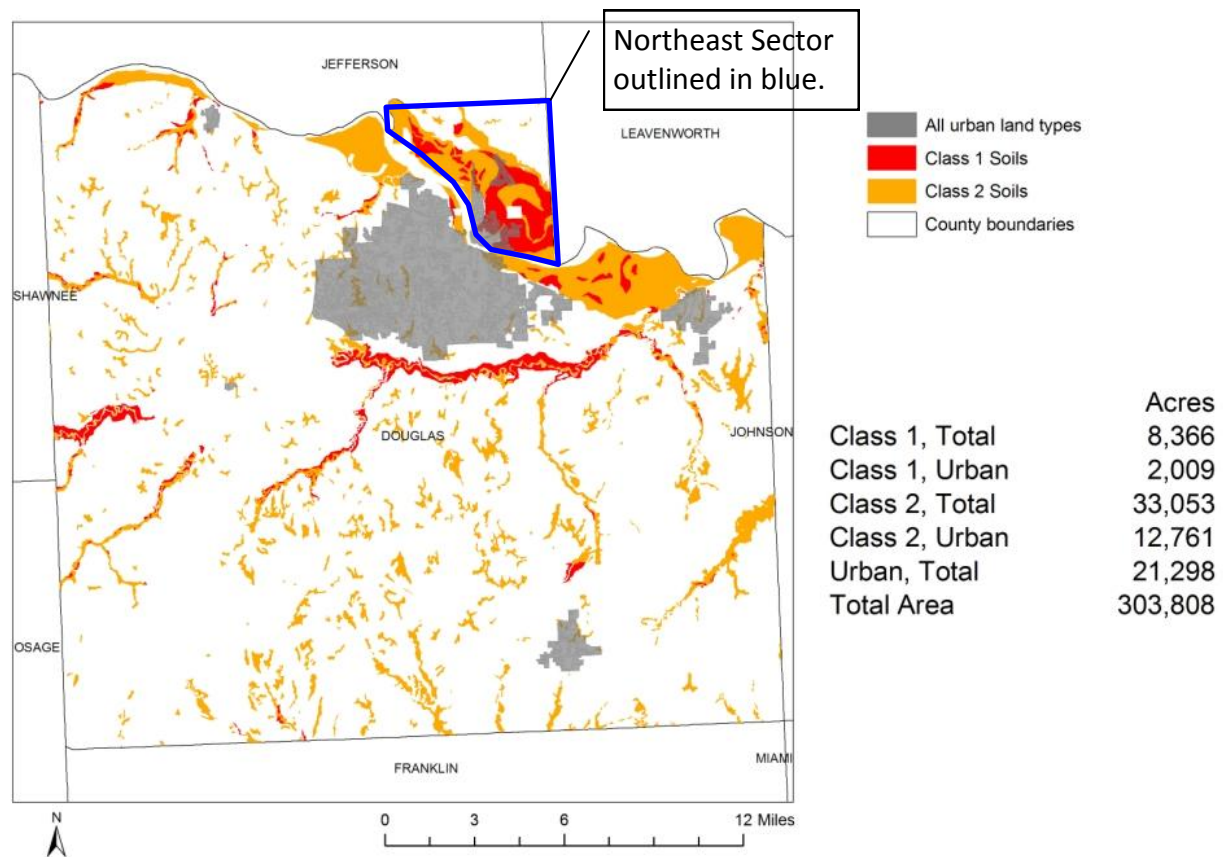 Northeast Sector
outlined in blue.
JEFFERSON
LEAVENWORTH
SHAWNEE
DOUGLAS
JOHNSON
OSAGE
FRANKLIN
MIAMI
N
0 3 6 12 Miles
All urban land types
Class 1 Soils
Class 2 Soils
County boundaries
Acres
Class 1, Total 8,366
Class 1, Urban 2,009
Class 2, Total 33,053
Class 2, Urban 12,761
Urban, Total 21,298
Total Area 303,808